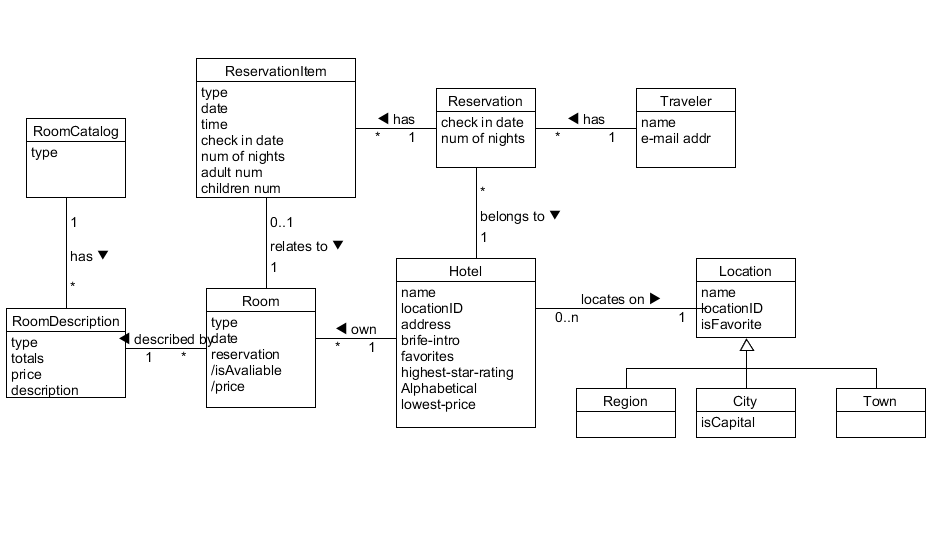 ReservationItem
type
date
time
check in date
num of nights
adult num
children num
◀ has
* 1
Reservation
check in date
num of nights
◀ has
* 1
Traveler
name
e-mail addr
RoomCatalog
type
1
has ▼
*
0..1
relates to ▼
1
*
belongs to ▼
1
RoomDescription
type
totals
price
description
◀ described by
1 *
Room
type
date
reservation
/isAvaliable
/price
◀ own
* 1
Hotel
name
locationID
address
brife-intro
favorites
highest-star-rating
Alphabetical
lowest-price
locates on ▶
0..n 1
Location
name
locationID
isFavorite
Region
City
isCapital
Town